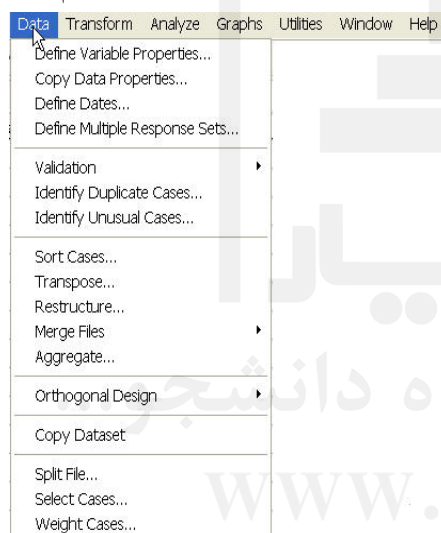 Data Transform Analyze Graphs Utilities Window Help
Define Variable Properties...
Copy Data Properties...
Define Dates...
Define Multiple Response Sets...
Validation
Identify Duplicate Cases...
Identify Unusual Cases...
Sort Cases...
Transpose...
Restructure...
Merge Files
Aggregate...
Orthogonal Design
Copy Dataset
Split File...
Select Cases...
Weight Cases...
دانشجو...
www.